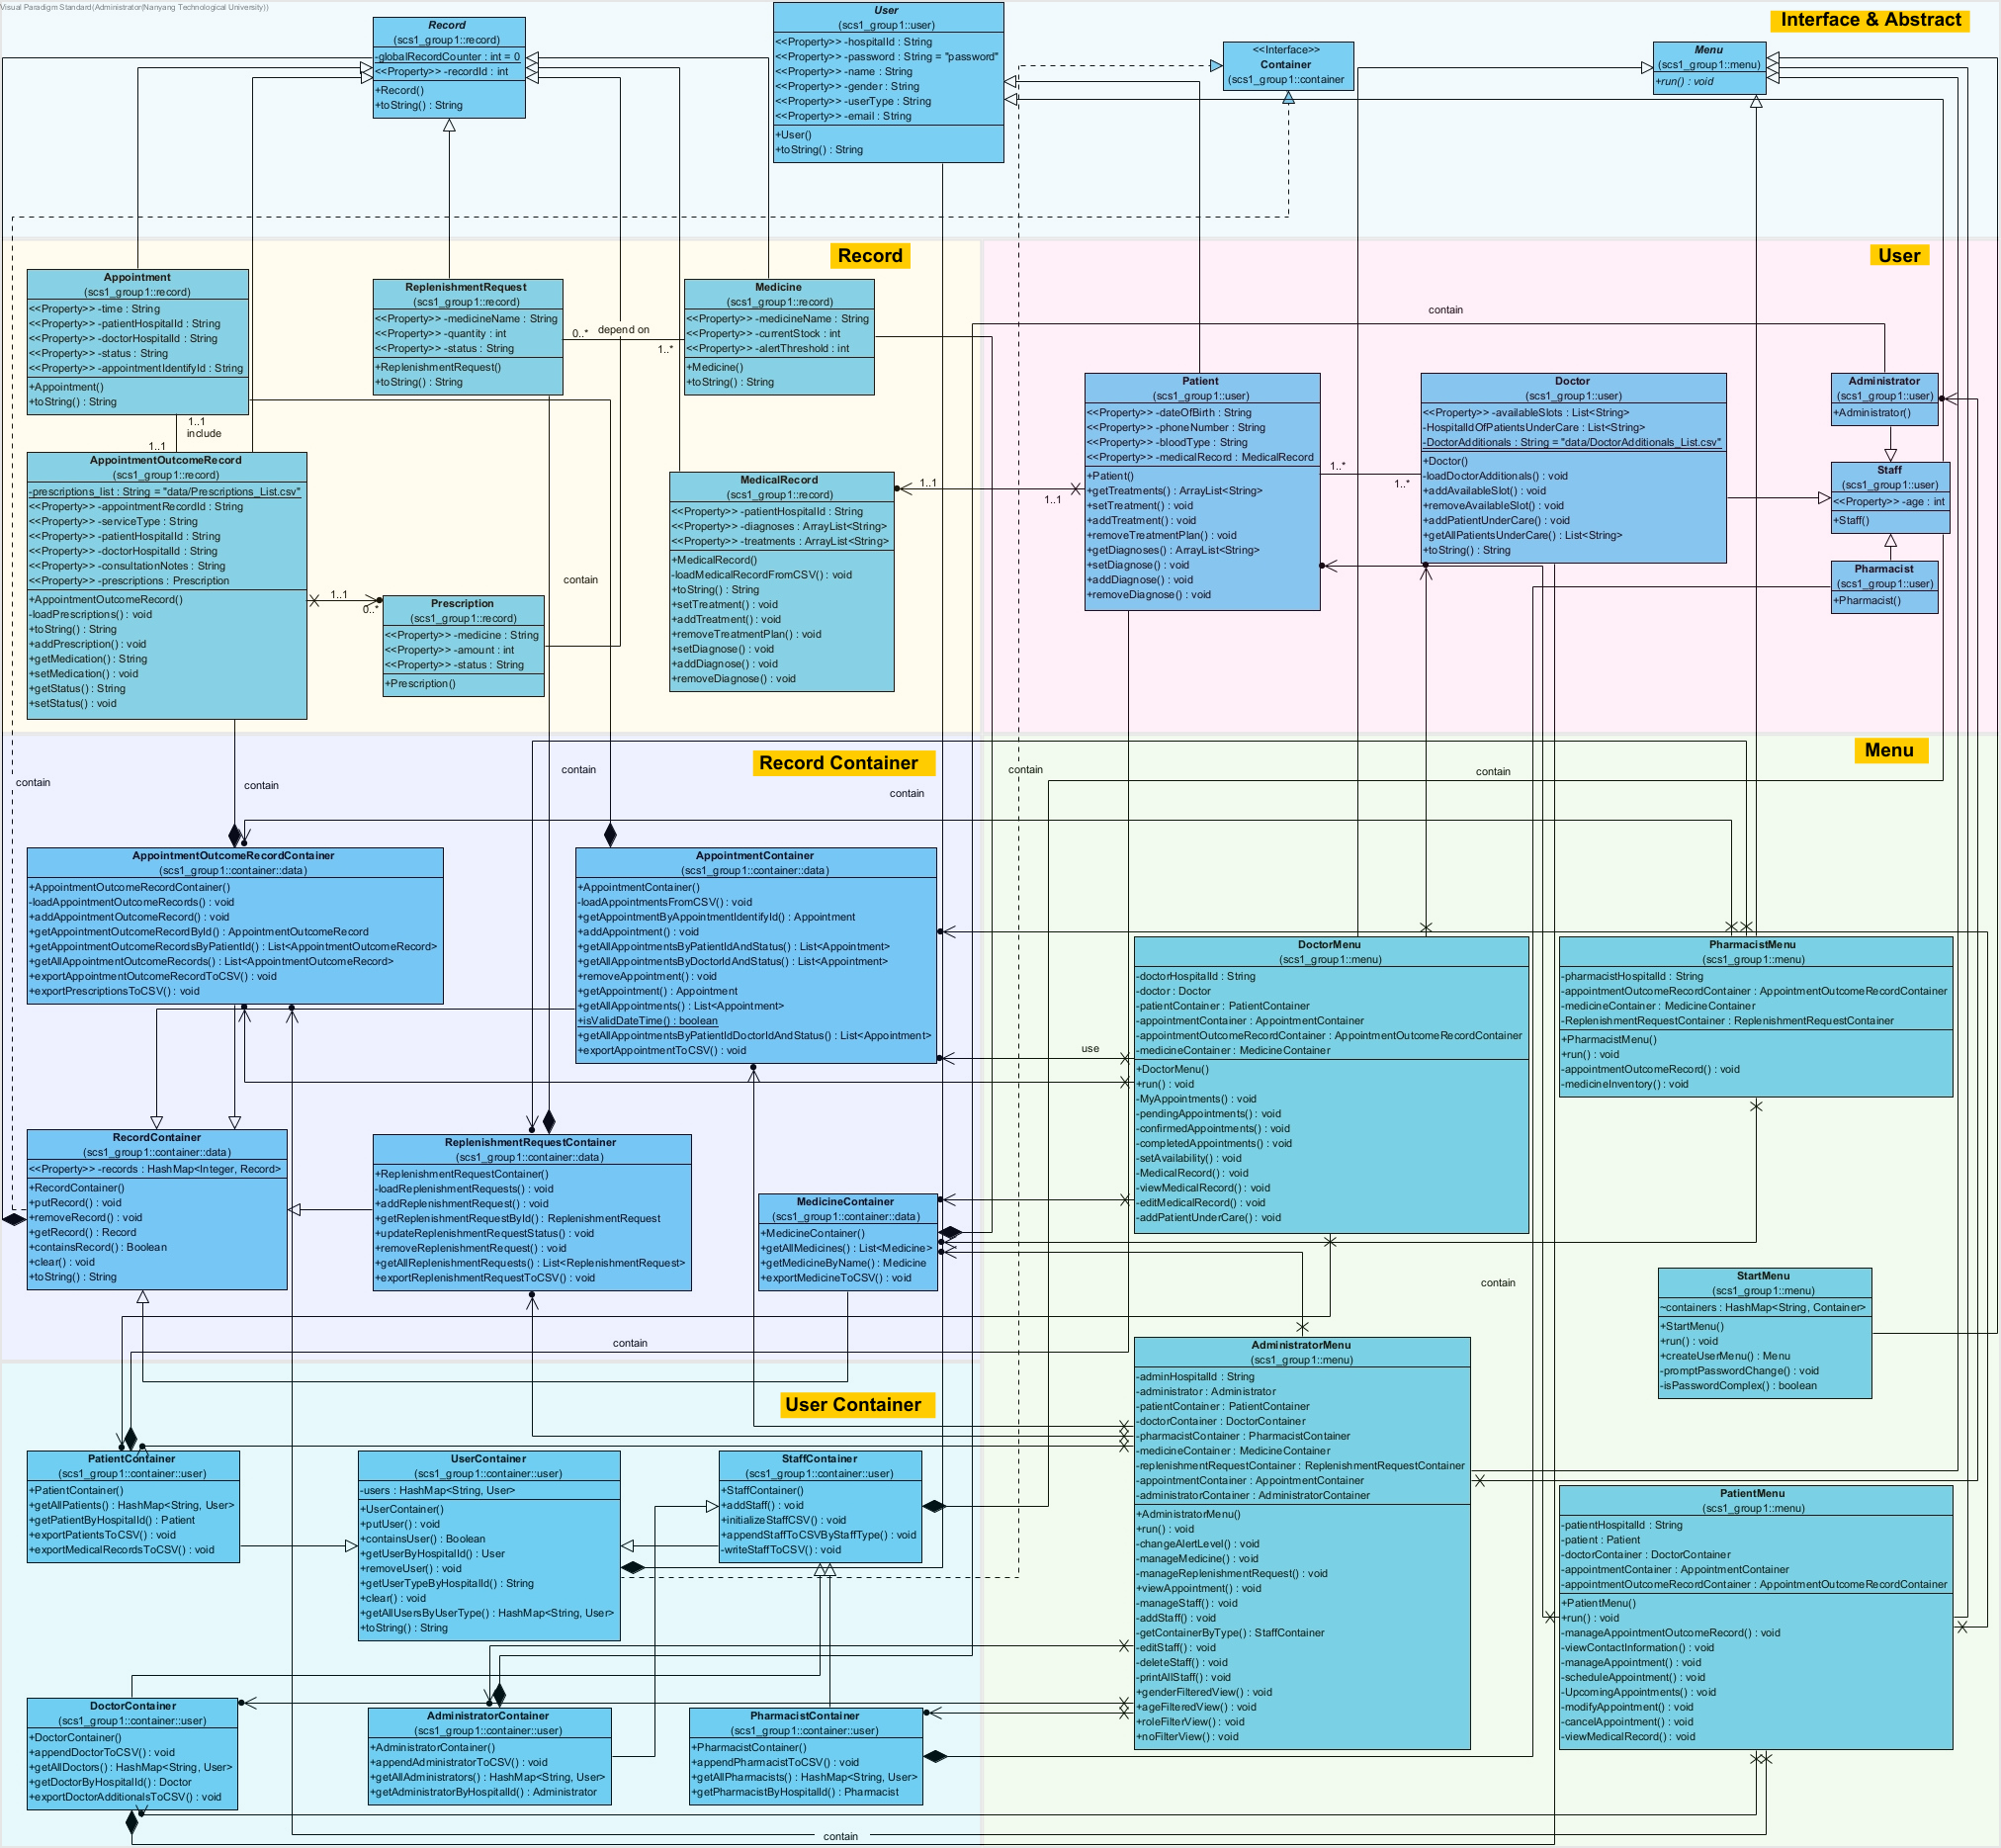 Visual Paradigm Standard(Administrator(Nanyang Technological University))
Interface & Abstract
Record
(scs1_group1::record)
-globalRecordCounter : int = 0
<<Property>> -recordId : int
+Record()
+toString() : String
User
(scs1_group1::user)
<<Property>> -hospitalId : String
<<Property>> -password : String = "password"
<<Property>> -name : String
<<Property>> -gender : String
<<Property>> -userType : String
<<Property>> -email : String
+User()
+toString() : String
<<Interface>>
Container
(scs1_group1::container
Menu
(scs1_group1::menu)
+run() : void
Record
Appointment
(scs1_group1::record)
<<Property>> -time : String
<<Property>> -patientHospitalId : String
<<Property>> -doctorHospitalId : String
<<Property>> -status : String
<<Property>> -appointmentIdentifyId : String
+Appointment()
+toString() : String
ReplenishmentRequest
(scs1_group1::record)
<<Property>> -medicineName : String
<<Property>> -quantity : int
<<Property>> -status : String
+ReplenishmentRequest()
+toString() : String
0..*
depend on
1..*
Medicine
(scs1_group1::record)
<<Property>> -medicineName : String
<<Property>> -currentStock : int
<<Property>> -alertThreshold : int
+Medicine()
+toString() : String
1..1
include
1..1
AppointmentOutcomeRecord
(scs1_group1::record)
-prescriptions_list : String = "data/Prescriptions_List.csv"
<<Property>> -appointmentRecordId : String
<<Property>> -serviceType : String
<<Property>> -patientHospitalId : String
<<Property>> -doctorHospitalId : String
<<Property>> -consultationNotes : String
<<Property>> -prescriptions : Prescription
+AppointmentOutcomeRecord()
-loadPrescriptions() : void
+toString() : String
+addPrescription() : void
+getMedication() : String
+setMedication() : void
+getStatus() : String
+setStatus() : void
1..1
0..*
Prescription
(scs1_group1::record)
<<Property>> -medicine : String
<<Property>> -amount : int
<<Property>> -status : String
+Prescription()
contain
MedicalRecord
(scs1_group1::record)
<<Property>> -patientHospitalId : String
<<Property>> -diagnoses : ArrayList<String>
<<Property>> -treatments : ArrayList<String>
+MedicalRecord()
-loadMedicalRecordFromCSV() : void
+toString() : String
+setTreatment() : void
+addTreatment() : void
+removeTreatmentPlan() : void
+setDiagnose() : void
+addDiagnose() : void
+removeDiagnose() : void
1..1
1..1
User
contain
Patient
(scs1_group1::user)
<<Property>> -dateOfBirth : String
<<Property>> -phoneNumber : String
<<Property>> -bloodType : String
<<Property>> -medicalRecord : MedicalRecord
+Patient()
+getTreatments() : ArrayList<String>
+setTreatment() : void
+addTreatment() : void
+removeTreatmentPlan() : void
+getDiagnoses() : ArrayList<String>
+setDiagnose() : void
+addDiagnose() : void
+removeDiagnose() : void
1..*
1..*
Doctor
(scs1_group1::user)
<<Property>> -availableSlots : List<String>
-HospitalIdOfPatientsUnderCare : List<String>
-DoctorAdditionals : String = "data/DoctorAdditionals_List.csv"
+Doctor()
-loadDoctorAdditionals() : void
+addAvailableSlot() : void
+removeAvailableSlot() : void
+addPatientUnderCare() : void
+getAllPatientsUnderCare() : List<String>
+toString() : String
Administrator
(scs1_group1::user)
+Administrator()
Staff
(scs1_group1::user)
<<Property>> -age : int
+Staff()
Pharmacist
(scs1_group1::user)
+Pharmacist()
Record Container
contain
contain
contain
contain
AppointmentOutcomeRecordContainer
(scs1_group1::container::data)
+AppointmentOutcomeRecordContainer()
-loadAppointmentOutcomeRecords() : void
+addAppointmentOutcomeRecord() : void
+getAppointmentOutcomeRecordById() : AppointmentOutcomeRecord
+getAppointmentOutcomeRecordsByPatientId() : List<AppointmentOutcomeRecord>
+getAllAppointmentOutcomeRecords() : List<AppointmentOutcomeRecord>
+exportAppointmentOutcomeRecordToCSV() : void
+exportPrescriptionsToCSV() : void
AppointmentContainer
(scs1_group1::container::data)
+AppointmentContainer()
-loadAppointmentsFromCSV() : void
+getAppointmentByAppointmentIdentifyId() : Appointment
+addAppointment() : void
+getAllAppointmentsByPatientIdAndStatus() : List<Appointment>
+getAllAppointmentsByDoctorIdAndStatus() : List<Appointment>
+removeAppointment() : void
+getAppointment() : Appointment
+getAllAppointments() : List<Appointment>
+isValidDateTime() : boolean
+getAllAppointmentsByPatientIdDoctorIdAndStatus() : List<Appointment>
+exportAppointmentToCSV() : void
RecordContainer
(scs1_group1::container::data)
<<Property>> -records : HashMap<Integer, Record>
+RecordContainer()
+putRecord() : void
+removeRecord() : void
+getRecord() : Record
+containsRecord() : Boolean
+clear() : void
+toString() : String
ReplenishmentRequestContainer
(scs1_group1::container::data)
+ReplenishmentRequestContainer()
-loadReplenishmentRequests() : void
+addReplenishmentRequest() : void
+getReplenishmentRequestById() : ReplenishmentRequest
+updateReplenishmentRequestStatus() : void
+removeReplenishmentRequest() : void
+getAllReplenishmentRequests() : List<ReplenishmentRequest>
+exportReplenishmentRequestToCSV() : void
MedicineContainer
(scs1_group1::container::data)
+MedicineContainer()
+getAllMedicines() : List<Medicine>
+getMedicineByName() : Medicine
+exportMedicineToCSV() : void
contain
Menu
contain
contain
use
DoctorMenu
(scs1_group1::menu)
-doctorHospitalId : String
-doctor : Doctor
-patientContainer : PatientContainer
-appointmentContainer : AppointmentContainer
-appointmentOutcomeRecordContainer : AppointmentOutcomeRecordContainer
-medicineContainer : MedicineContainer
+DoctorMenu()
+run() : void
-MyAppointments() : void
-pendingAppointments() : void
-confirmedAppointments() : void
-completedAppointments() : void
-setAvailability() : void
-MedicalRecord() : void
-viewMedicalRecord() : void
-editMedicalRecord() : void
-addPatientUnderCare() : void
PharmacistMenu
(scs1_group1::menu)
-pharmacistHospitalId : String
-appointmentOutcomeRecordContainer : AppointmentOutcomeRecordContainer
-medicineContainer : MedicineContainer
-ReplenishmentRequestContainer : ReplenishmentRequestContainer
+PharmacistMenu()
+run() : void
-appointmentOutcomeRecord() : void
-medicineInventory() : void
contain
StartMenu
(scs1_group1::menu)
~containers : HashMap<String, Container>
+StartMenu()
+run() : void
+createUserMenu() : Menu
-promptPasswordChange() : void
-isPasswordComplex() : boolean
AdministratorMenu
(scs1_group1::menu)
-adminHospitalId : String
-administrator : Administrator
-patientContainer : PatientContainer
-doctorContainer : DoctorContainer
-pharmacistContainer : PharmacistContainer
-medicineContainer : MedicineContainer
-replenishmentRequestContainer : ReplenishmentRequestContainer
-appointmentContainer : AppointmentContainer
-administratorContainer : AdministratorContainer
+AdministratorMenu()
+run() : void
-changeAlertLevel() : void
-manageMedicine() : void
-manageReplenishmentRequest() : void
+viewAppointment() : void
-manageStaff() : void
-addStaff() : void
-getContainerByType() : StaffContainer
-editStaff() : void
-deleteStaff() : void
-printAllStaff() : void
+genderFilteredView() : void
+ageFilteredView() : void
+roleFilterView() : void
+noFilterView() : void
PatientMenu
(scs1_group1::menu)
-patientHospitalId : String
-patient : Patient
-doctorContainer : DoctorContainer
-appointmentContainer : AppointmentContainer
-appointmentOutcomeRecordContainer : AppointmentOutcomeRecordContainer
+PatientMenu()
+run() : void
-manageAppointmentOutcomeRecord() : void
-viewContactInformation() : void
-manageAppointment() : void
-scheduleAppointment() : void
-UpcomingAppointments() : void
-modifyAppointment() : void
-cancelAppointment() : void
-viewMedicalRecord() : void
User Container
PatientContainer
(scs1_group1::container::user)
+PatientContainer()
+getAllPatients() : HashMap<String, User>
+getPatientByHospitalId() : Patient
+exportPatientsToCSV() : void
+exportMedicalRecordsToCSV() : void
UserContainer
(scs1_group1::container::user)
-users : HashMap<String, User>
+UserContainer()
+putUser() : void
+containsUser() : Boolean
+getUserByHospitalId() : User
+removeUser() : void
+getUserTypeByHospitalId() : String
+clear() : void
+getAllUsersByUserType() : HashMap<String, User>
+toString() : String
StaffContainer
(scs1_group1::container::user)
+StaffContainer()
+addStaff() : void
+initializeStaffCSV() : void
+appendStaffToCSVByStaffType() : void
-writeStaffToCSV() : void
DoctorContainer
(scs1_group1::container::user)
+DoctorContainer()
+appendDoctorToCSV() : void
+getAllDoctors() : HashMap<String, User>
+getDoctorByHospitalId() : Doctor
+exportDoctorAdditionalsToCSV() : void
AdministratorContainer
(scs1_group1::container::user)
+AdministratorContainer()
+appendAdministratorToCSV() : void
+getAllAdministrators() : HashMap<String, User>
+getAdministratorByHospitalId() : Administrator
PharmacistContainer
(scs1_group1::container::user)
+PharmacistContainer()
+appendPharmacistToCSV() : void
+getAllPharmacists() : HashMap<String, User>
+getPharmacistByHospitalId() : Pharmacist
contain